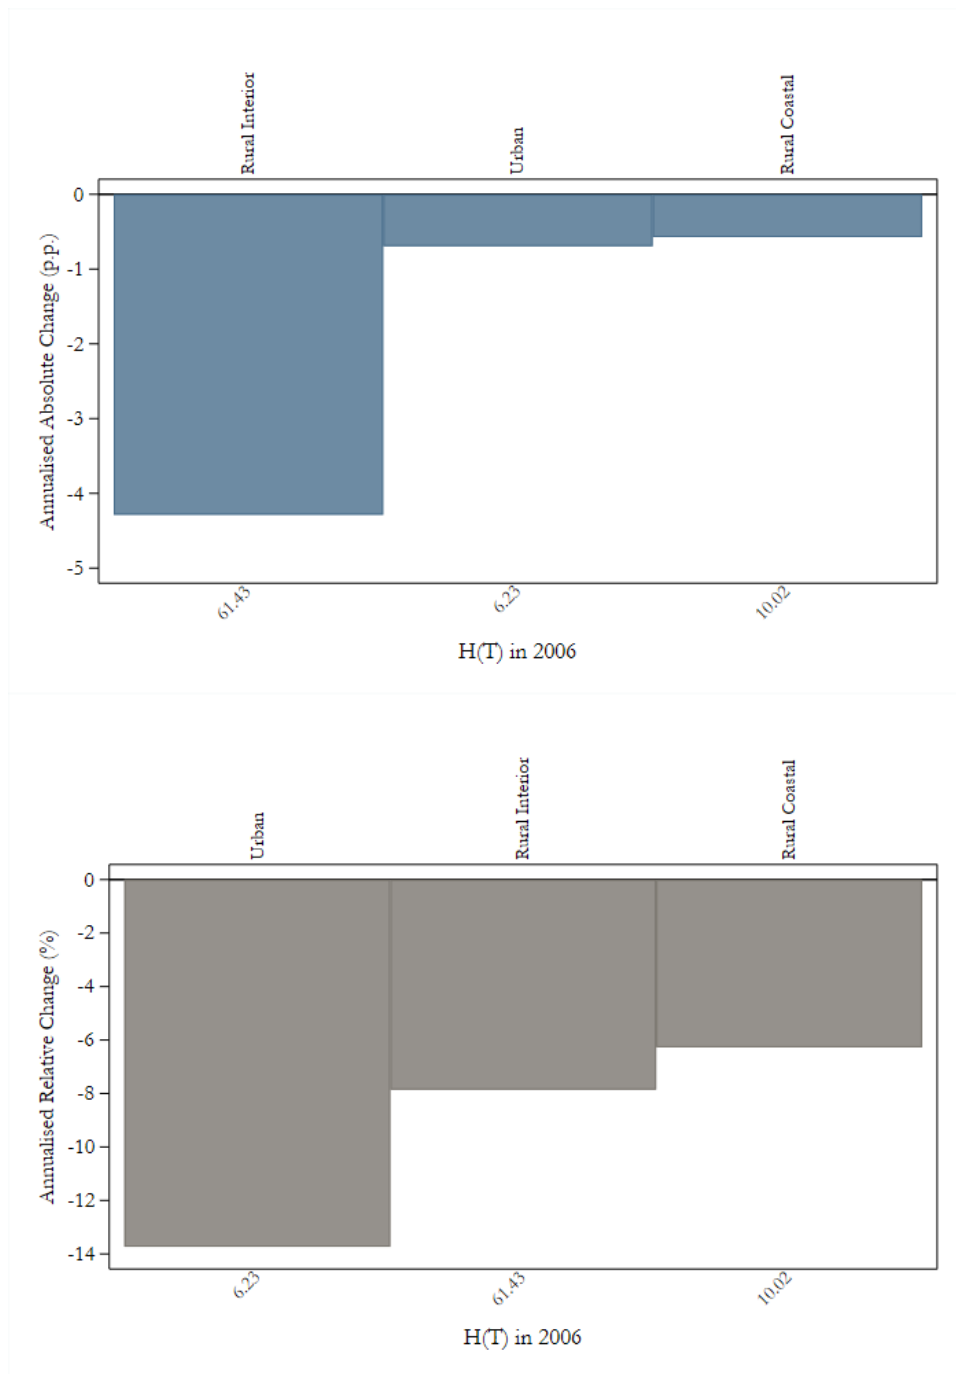 Rural Interior
Urban
Rural Coastal
Annualised Absolute Change (p.p.)
0
-1
-2
-3
-4
-5
61.43
6.23
10.02
H(T) in 2006
Urban
Rural Interior
Rural Coastal
Annualised Relative Change (%)
0
-2
-4
-6
-8
-10
-12
-14
6.23
61.43
10.02
H(T) in 2006